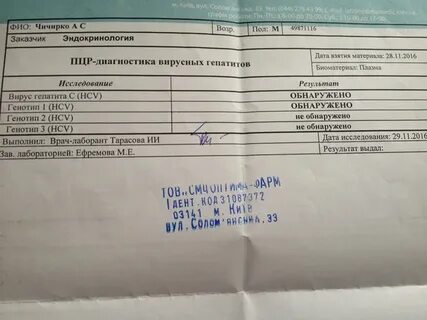 ФИО: Чичирко А С Возр. Пол: М 49871116
Заказчик Эндокринология
ПЦР-диагностика вирусных гепатитов
Дата взятия материала: 28.11.2016
Биоматериал: Плазма
Исследование Результат
Вирус гепатита С (HCV) ОБНАРУЖЕНО
Генотип 1 (HCV) ОБНАРУЖЕНО
Генотип 2 (HCV) не обнаружено
Генотип 3 (HCV) не обнаружено
Выполнил: Врач-лаборант Тарасова ИИ Дата исследования: 29.11.2016
Зав. лабораторией: Ефремова М.Е. Результат выдал:
ТОВ „СМЧ ОПТИМА-ФАРМ
ІДЕНТ.КОД 31087372
03141 м. Київ
вул. Солом'янська, 33